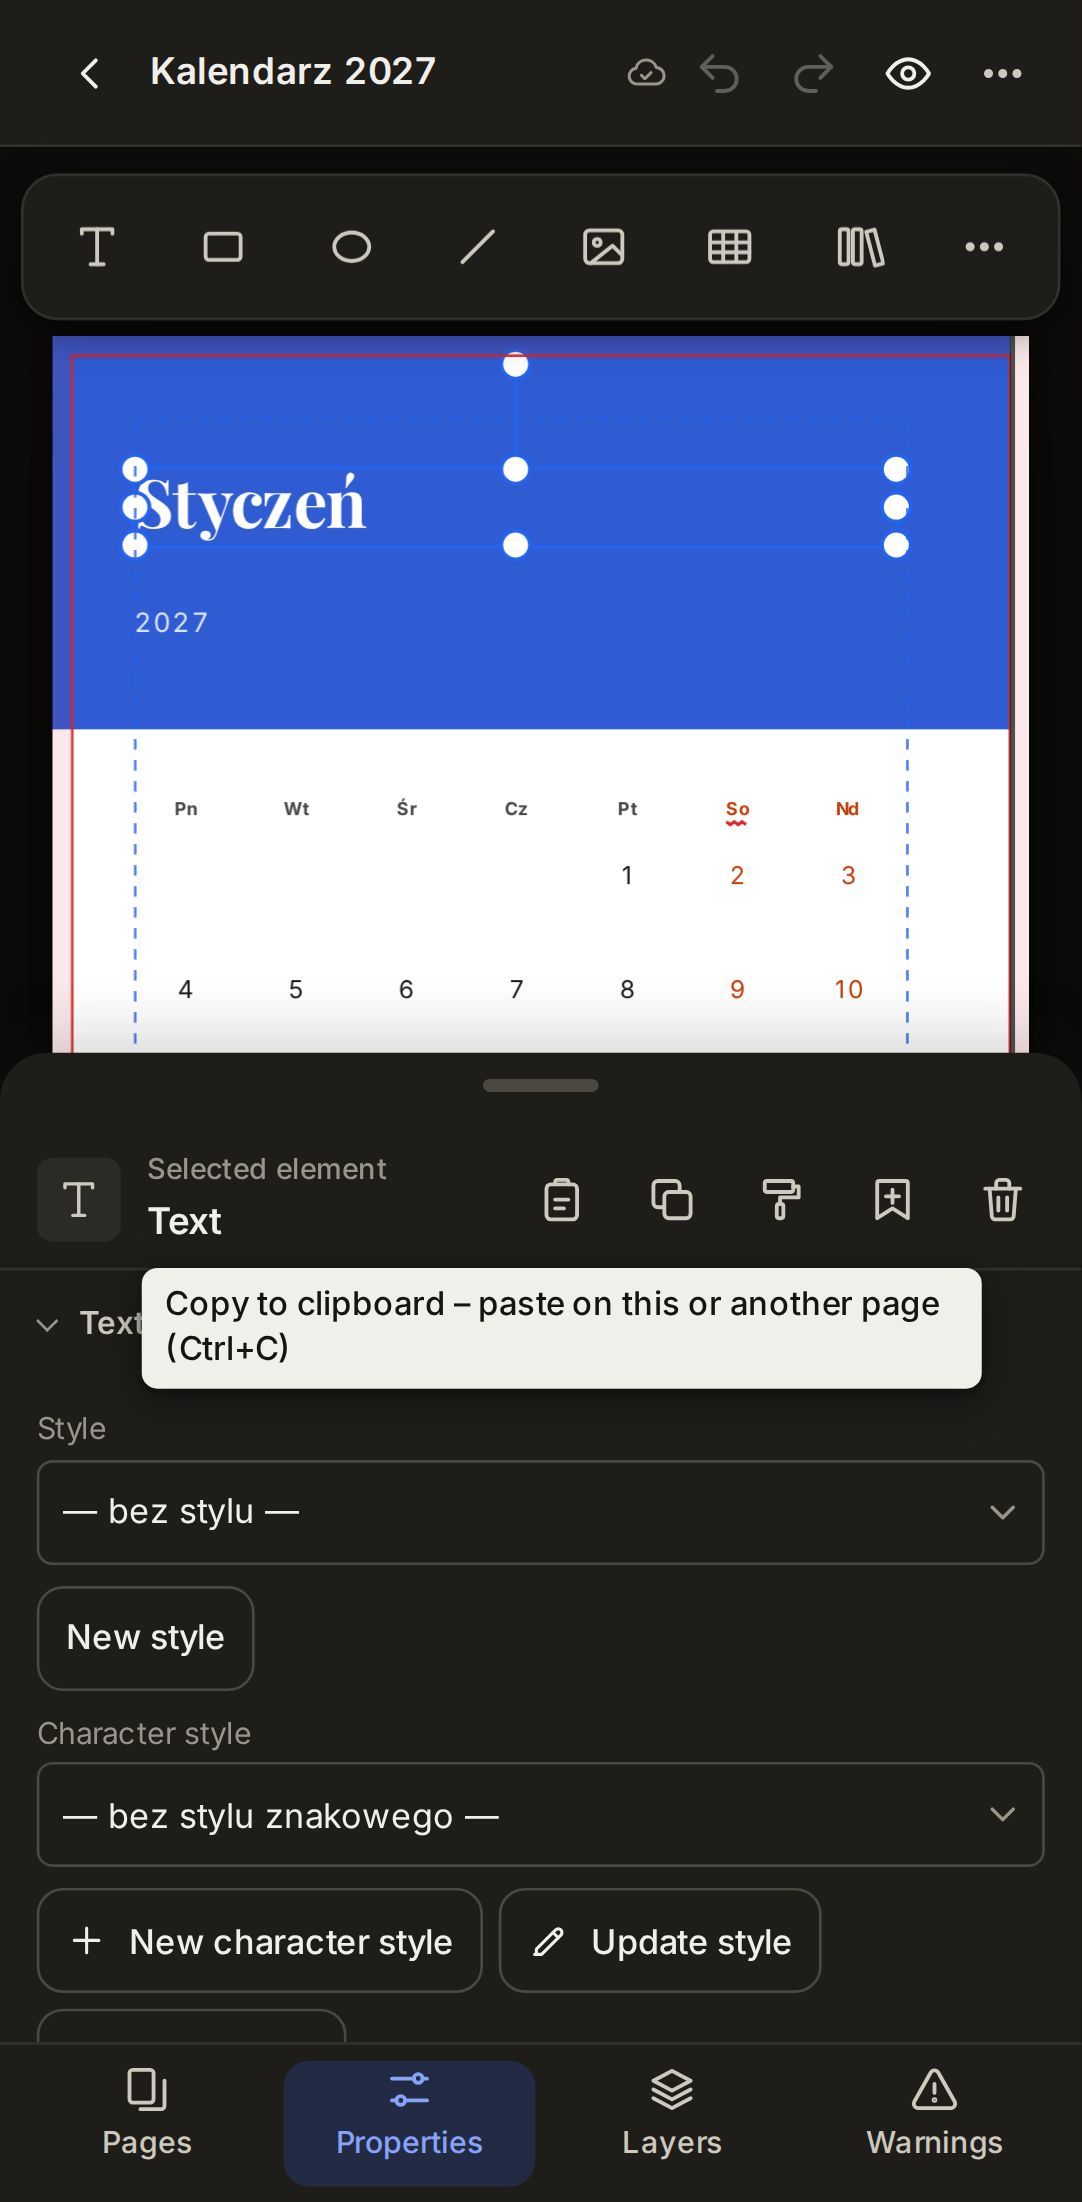 Kalendarz 2027
Styczeń
2027
Pn Wt Śr Cz Pt So Nd
1 2 3
4 5 6 7 8 9 10
Selected element
Text
Text
Copy to clipboard – paste on this or another page
(Ctrl+C)
Style
— bez stylu —
New style
Character style
— bez stylu znakowego —
New character style
Update style
Pages
Properties
Layers
Warnings